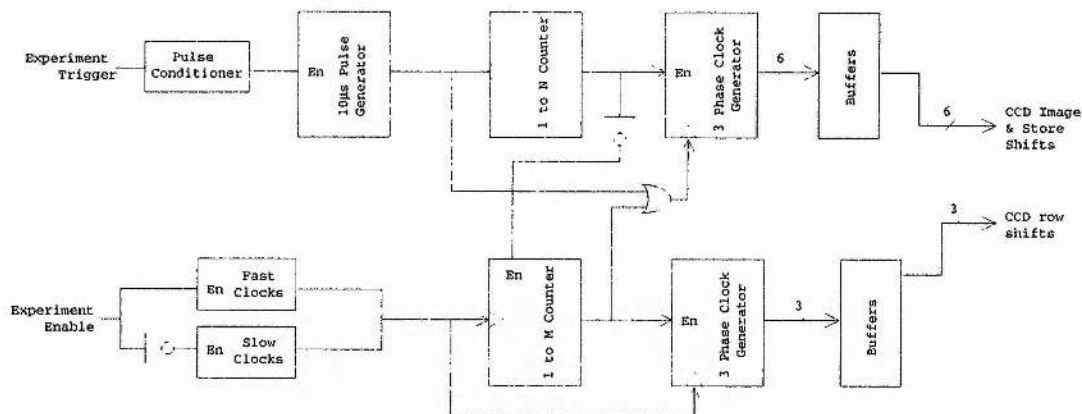 Experiment
Trigger
Pulse
Conditioner
En
10μs Pulse
Generator
1 to N Counter
En
3 Phase Clock
Generator
6
Buffers
6
CCD Image
& Store
Shifts
Experiment
Enable
En
Fast
Clocks
En
Slow
Clocks
En
1 to M Counter
En
3 Phase Clock
Generator
3
Buffers
3
CCD row
shifts